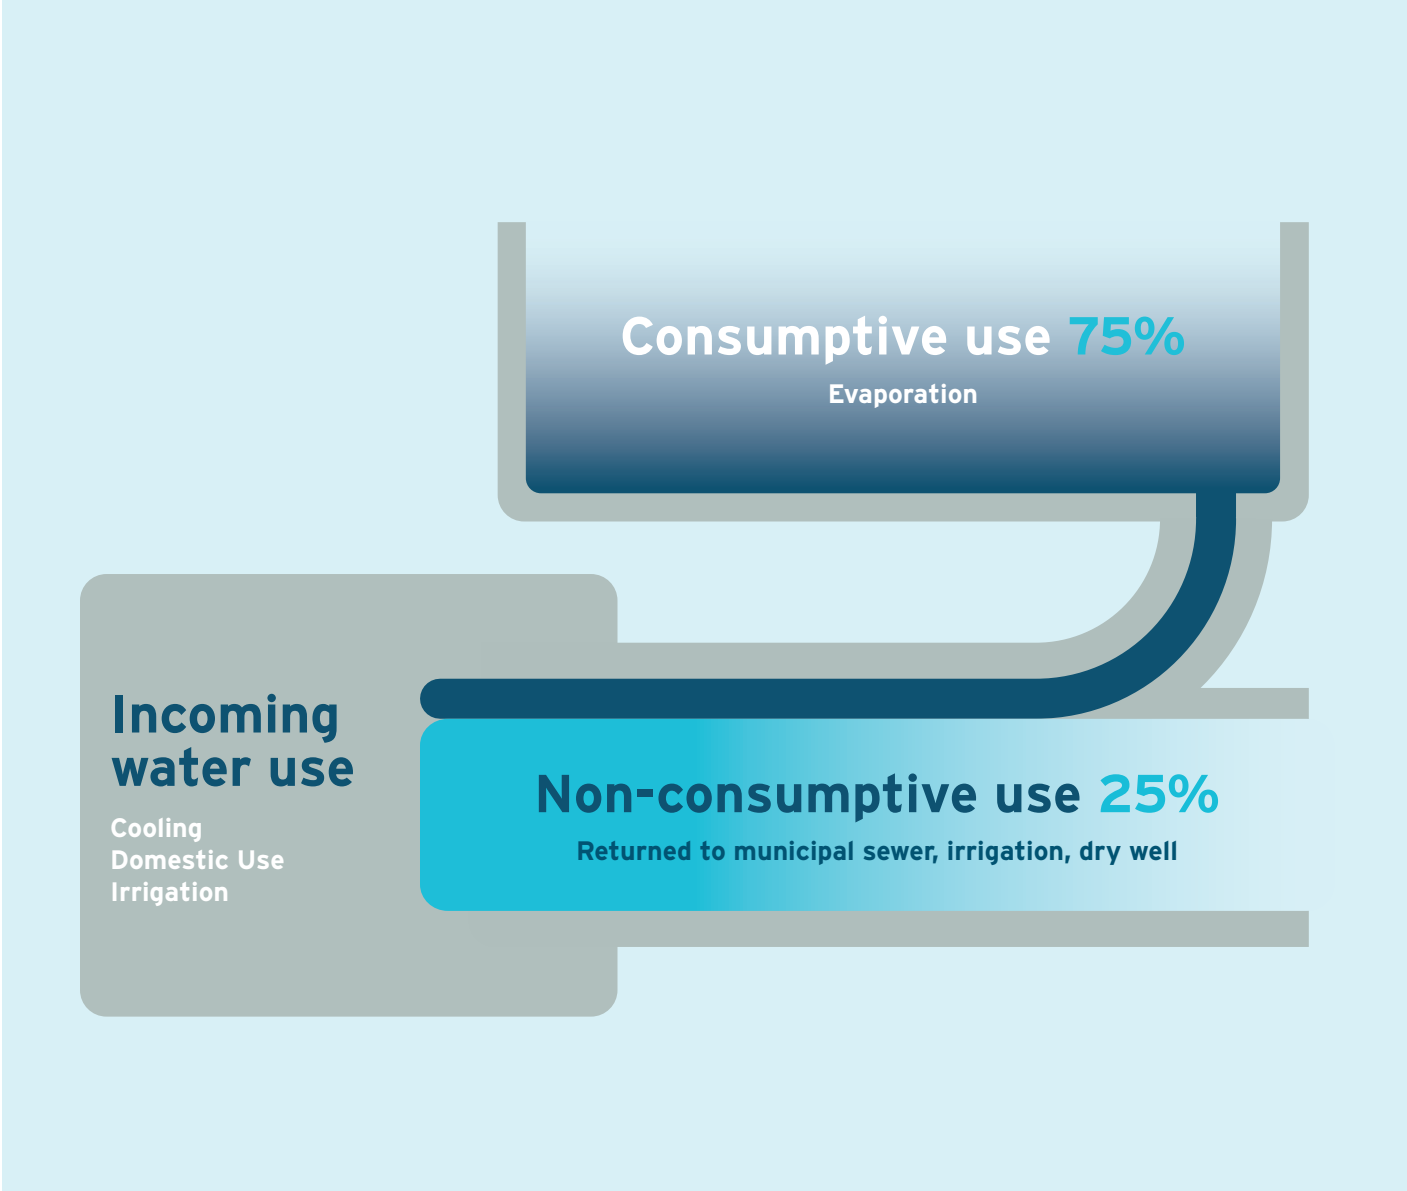 Consumptive use 75%
Evaporation
Incoming
water use
Cooling
Domestic Use
Irrigation
Non-consumptive use 25%
Returned to municipal sewer, irrigation, dry well